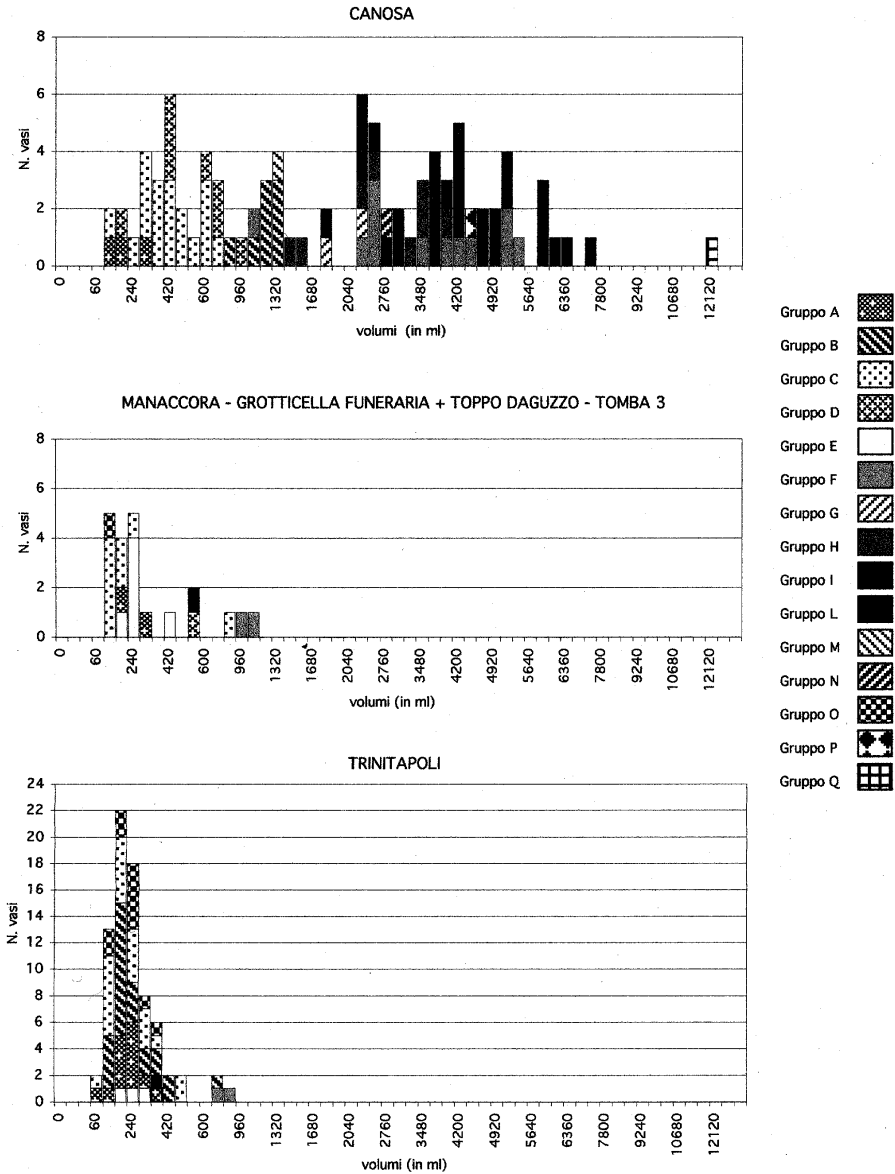 CANOSA
8
6
4
2
0
N. vasi
0 60 240 420 600 960 1320 1680 2040 2760 3480 4200 4920 5640 6360 7800 9240 10680 12120
volumi (in ml)
MANACCORA - GROTTICELLA FUNERARIA + TOPPO DAGUZZO - TOMBA 3
8
6
4
2
0
N. vasi
0 60 240 420 600 960 1320 1680 2040 2760 3480 4200 4920 5640 6360 7800 9240 10680 12120
volumi (in ml)
TRINITAPOLI
24
22
20
18
16
14
12
10
8
6
4
2
0
N. vasi
0 60 240 420 600 960 1320 1680 2040 2760 3480 4200 4920 5640 6360 7800 9240 10680 12120
volumi (in ml)
Gruppo A
Gruppo B
Gruppo C
Gruppo D
Gruppo E
Gruppo F
Gruppo G
Gruppo H
Gruppo I
Gruppo L
Gruppo M
Gruppo N
Gruppo O
Gruppo P
Gruppo Q